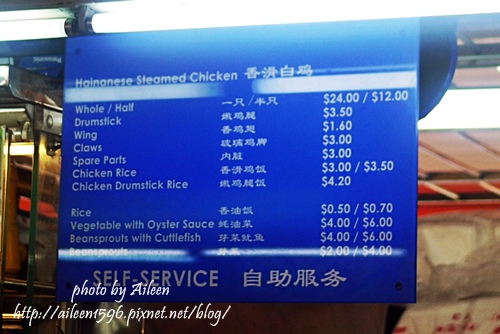 Hainanese Steamed Chicken 香滑白鸡
Whole / Half 一只/半只 $24.00 / $12.00
Drumstick 嫩鸡腿 $3.50
Wing 香鸡翅 $1.60
Claws 玻璃鸡脚 $3.00
Spare Parts 内脏 $3.00
Chicken Rice 香滑鸡饭 $3.00 / $3.50
Chicken Drumstick Rice 嫩鸡腿饭 $4.20
Rice 香油饭 $0.50 / $0.70
Vegetable with Oyster Sauce 蚝油菜 $4.00 / $6.00
Beansprouts with Cuttlefish 芽菜鱿鱼 $4.00 / $6.00
Beansprouts 芽菜 $2.00 / $4.00
SELF-SERVICE 自助服务
photo by Aileen
http://aileen1596.pixnet.net/blog/